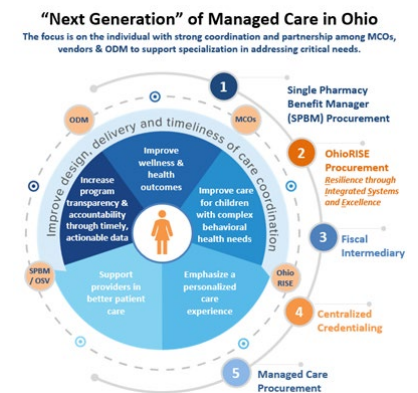 “Next Generation” of Managed Care in Ohio
The focus is on the individual with strong coordination and partnership among MCOs,
vendors & ODM to support specialization in addressing critical needs.
1
Single Pharmacy
Benefit Manager
(SPBM) Procurement
ODM
MCOs
Improve design, delivery and timeliness of care coordination
Improve
wellness &
health
outcomes
2
OhioRISE
Procurement
Resilience through
Integrated Systems
and Excellence
Increase
program
transparency &
accountability
through timely,
actionable data
Improve care
for children
with complex
behavioral
health needs
3
Fiscal
Intermediary
SPBM
/ OSV
Support
providers in
better patient
care
Emphasize a
personalized
care
experience
Ohio
RISE
4
Centralized
Credentialing
5
Managed Care
Procurement